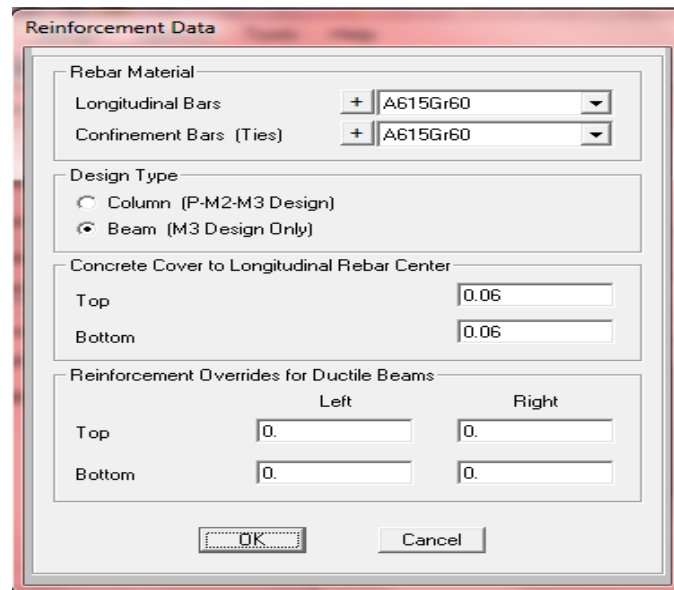 Reinforcement Data
Rebar Material
Longitudinal Bars + A615Gr60
Confinement Bars (Ties) + A615Gr60
Design Type
Column (P-M2-M3 Design)
Beam (M3 Design Only)
Concrete Cover to Longitudinal Rebar Center
Top 0.06
Bottom 0.06
Reinforcement Overrides for Ductile Beams
Left Right
Top 0. 0.
Bottom 0. 0.
OK Cancel